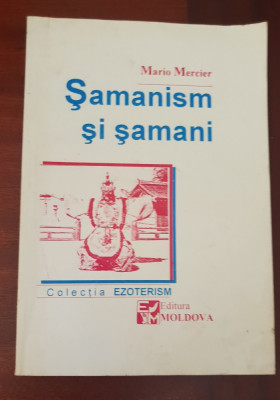 Mario Mercier
Şamanism
şi şamani
Colecţia EZOTERISM
Editura
MOLDOVA